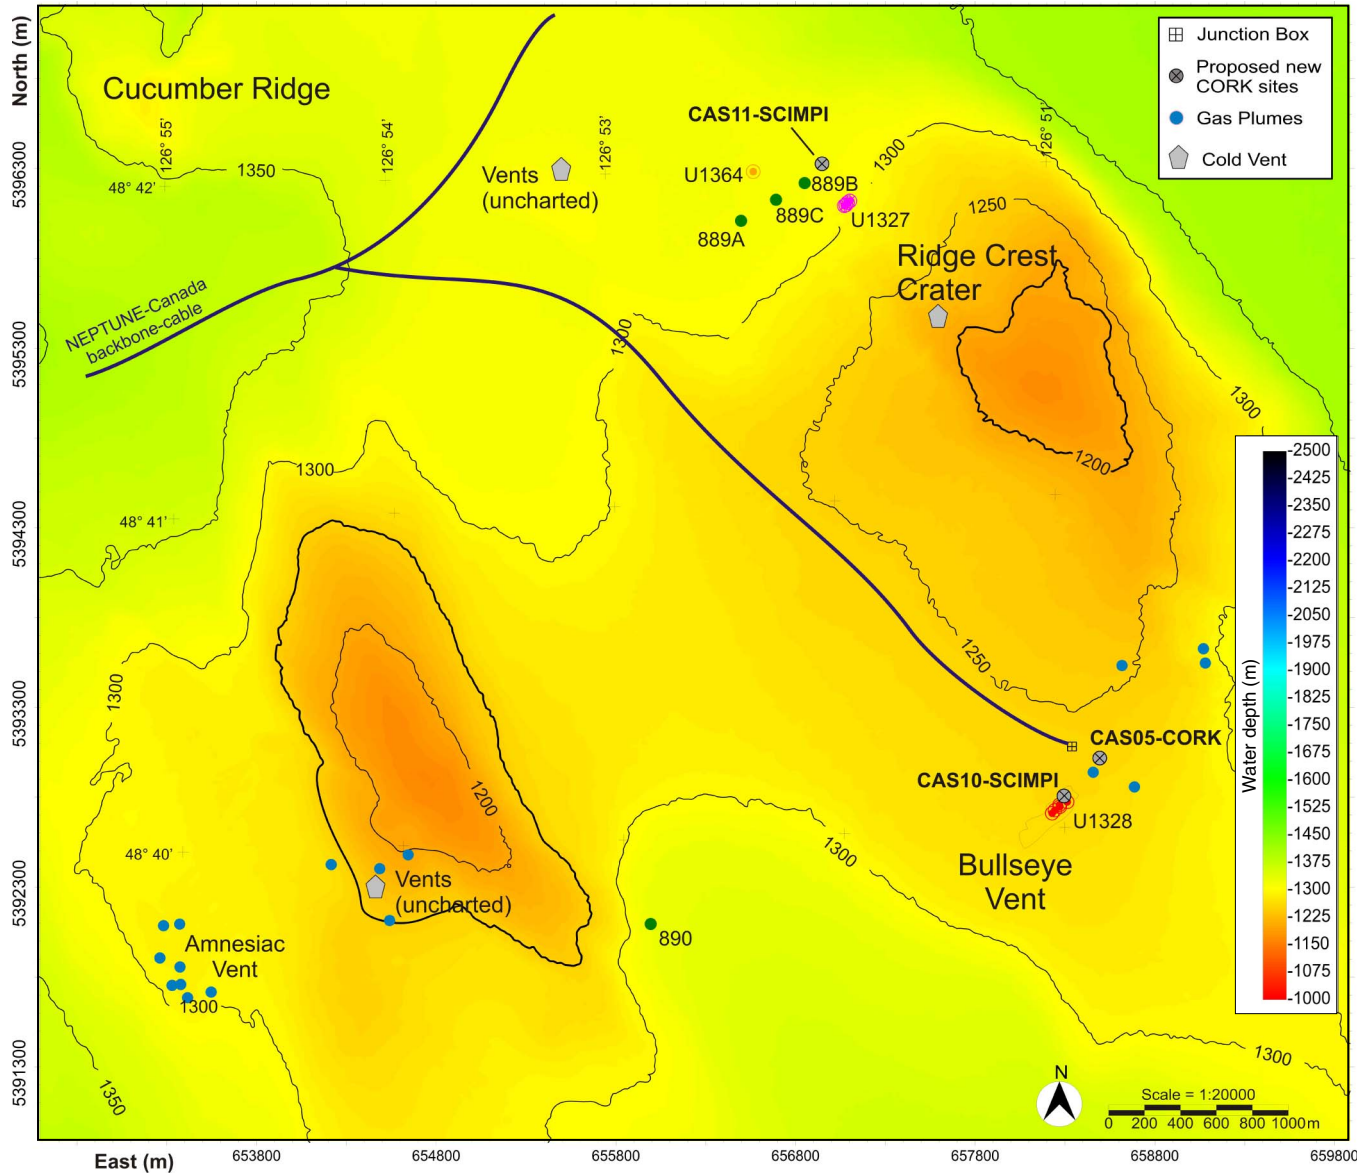 North (m)
Cucumber Ridge
126° 55'
126° 54'
126° 53'
126° 51'
Junction Box
Proposed new
CORK sites
Gas Plumes
Cold Vent
CAS11-SCIMPI
1350
48° 42'
Vents
(uncharted)
U1364
889B
889C
889A
U1327
1300
1250
Ridge Crest
Crater
NEPTUNE-Canada
backbone-cable
1300
1300
1200
1300
48° 41'
1300
1250
1200
48° 40'
Vents
(uncharted)
Amnesiac
Vent
1300
1350
890
1300
CAS05-CORK
CAS10-SCIMPI
U1328
Bullseye
Vent
1300
Water depth (m)
2500
2425
2350
2275
2200
2125
2050
1975
1900
1825
1750
1675
1600
1525
1450
1375
1300
1225
1150
1075
1000
N
Scale = 1:20000
0 200 400 600 800 1000m
5396300
5395300
5394300
5393300
5392300
5391300
East (m)
653800
654800
655800
656800
657800
658800
659800